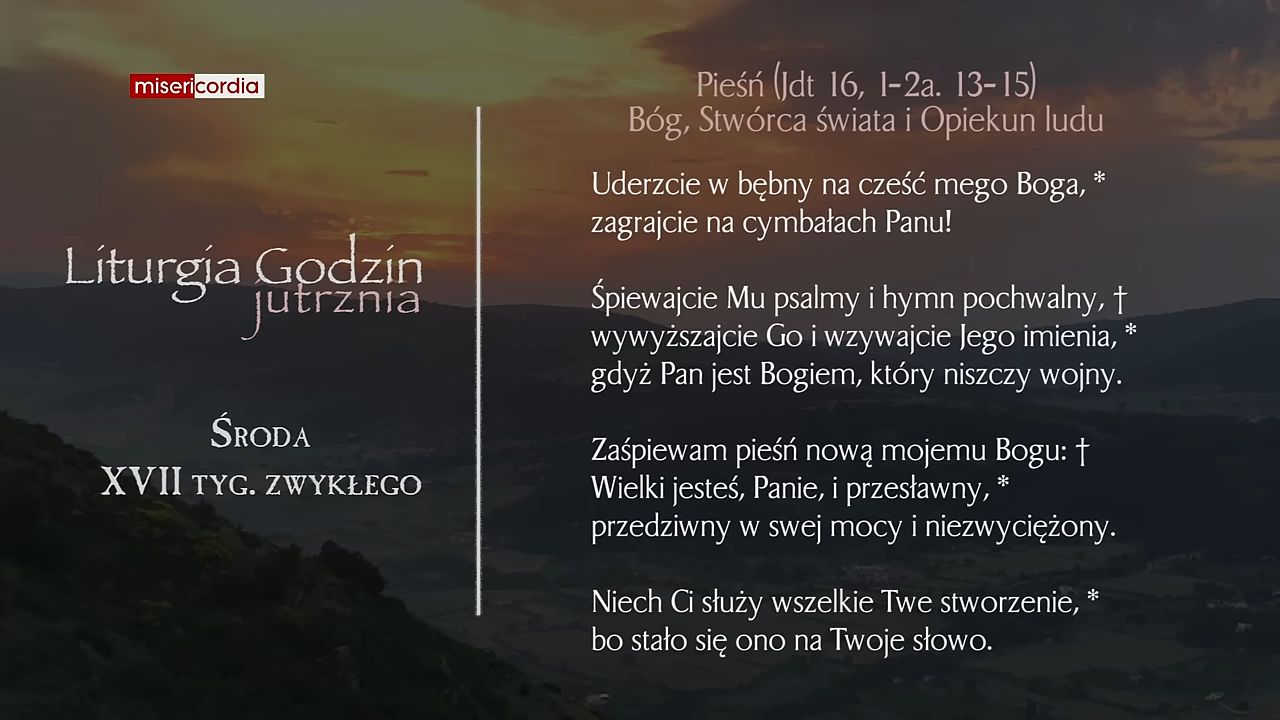 misericordia
Liturgia Godzin
jutrznia
Środa
XVII tyg. zwykłego
Pieśń (Jdt 16, 1-2a. 13-15)
Bóg, Stwórca świata i Opiekun ludu
Uderzcie w bębny na cześć mego Boga, *
zagrajcie na cymbałach Panu!
Śpiewajcie Mu psalmy i hymn pochwalny, †
wywyższajcie Go i wzywajcie Jego imienia, *
gdyż Pan jest Bogiem, który niszczy wojny.
Zaśpiewam pieśń nową mojemu Bogu: †
Wielki jesteś, Panie, i przesławny, *
przedziwny w swej mocy i niezwyciężony.
Niech Ci służy wszelkie Twe stworzenie, *
bo stało się ono na Twoje słowo.